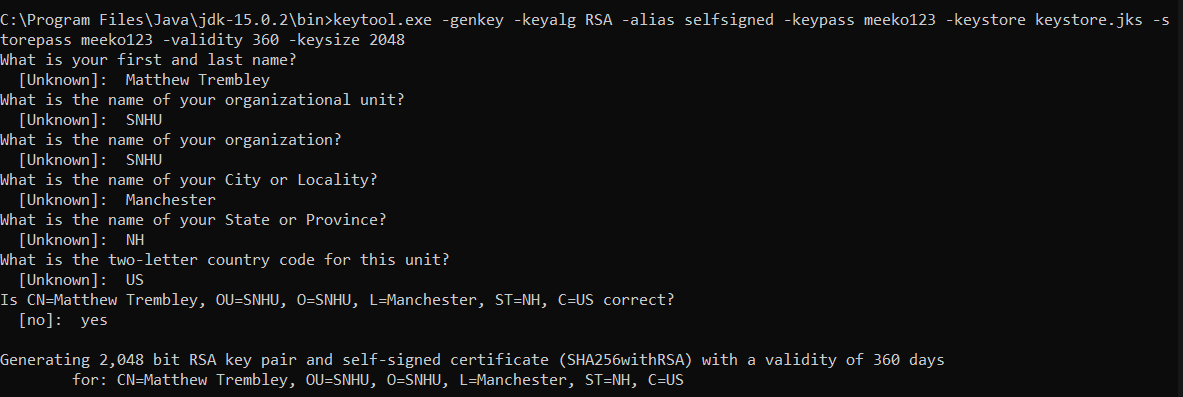 C:\Program Files\Java\jdk-15.0.2\bin>keytool.exe -genkey -keyalg RSA -alias selfsigned -keypass meeko123 -keystore keystore.jks -s
torepass meeko123 -validity 360 -keysize 2048
What is your first and last name?
  [Unknown]:  Matthew Trembley
What is the name of your organizational unit?
  [Unknown]:  SNHU
What is the name of your organization?
  [Unknown]:  SNHU
What is the name of your City or Locality?
  [Unknown]:  Manchester
What is the name of your State or Province?
  [Unknown]:  NH
What is the two-letter country code for this unit?
  [Unknown]:  US
Is CN=Matthew Trembley, OU=SNHU, O=SNHU, L=Manchester, ST=NH, C=US correct?
  [no]:  yes
Generating 2,048 bit RSA key pair and self-signed certificate (SHA256withRSA) with a validity of 360 days
        for: CN=Matthew Trembley, OU=SNHU, O=SNHU, L=Manchester, ST=NH, C=US